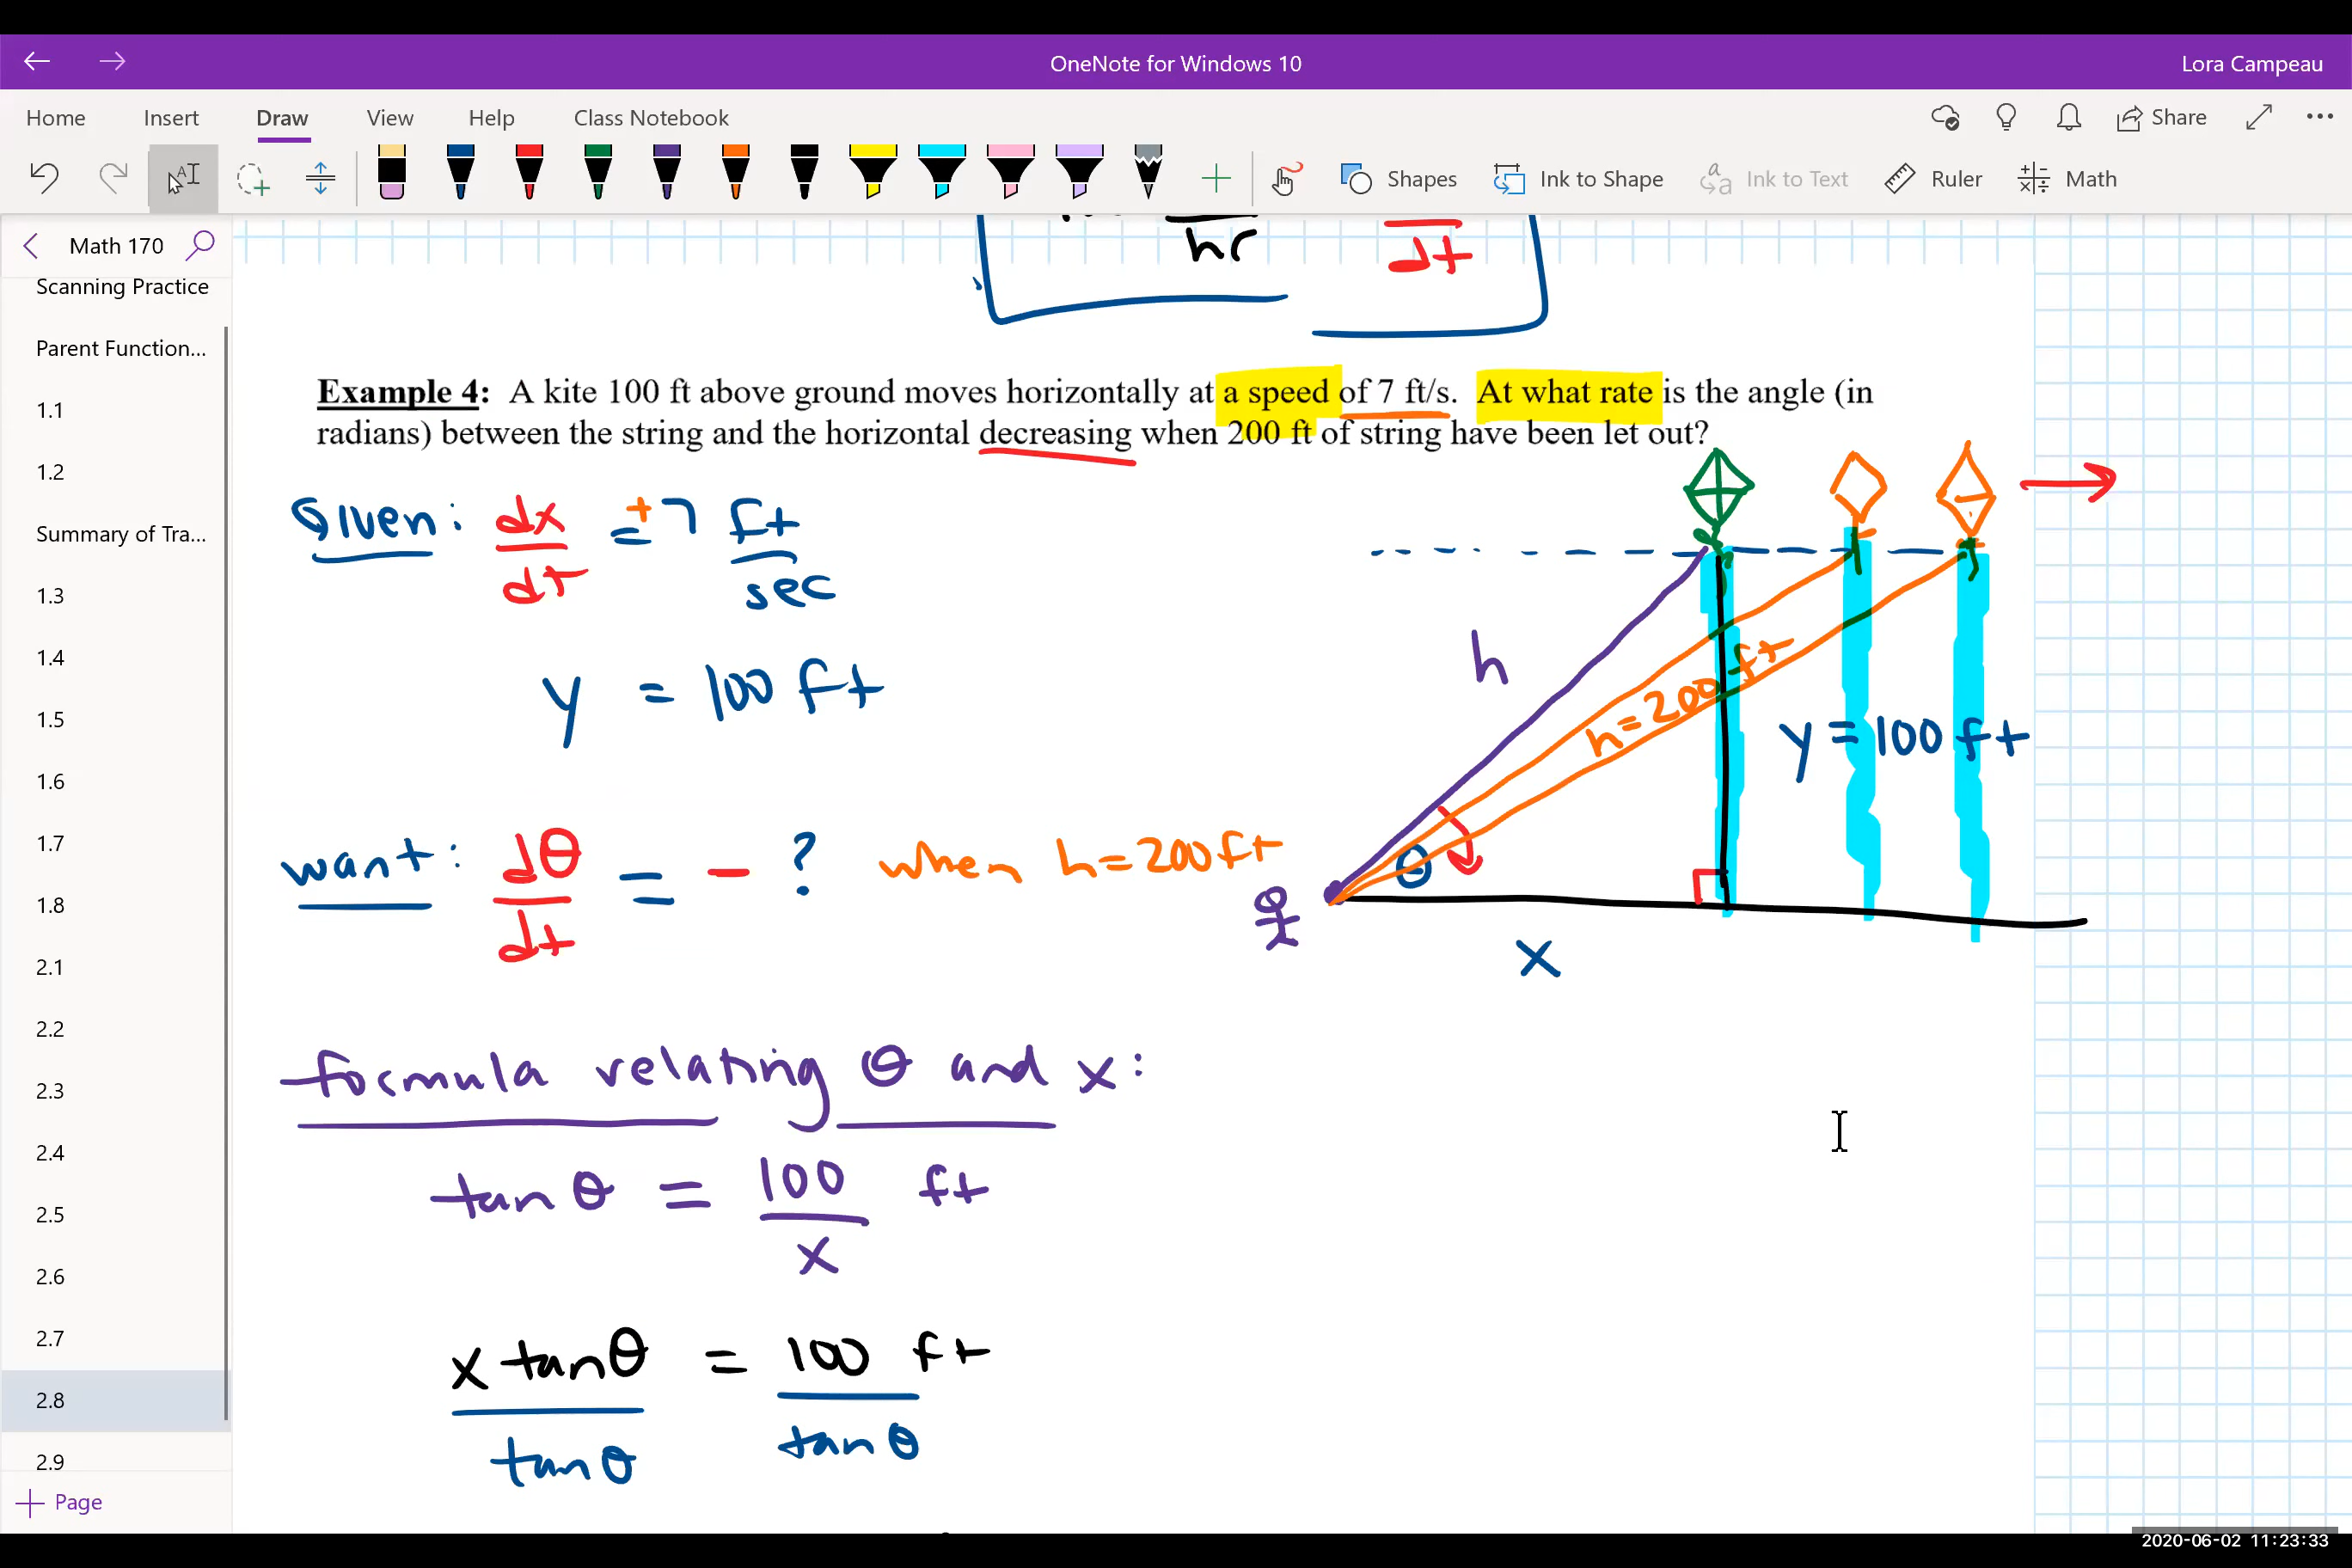 OneNote for Windows 10
Lora Campeau
Home Insert Draw View Help Class Notebook Share
Shapes Ink to Shape Ink to Text Ruler Math
Math 170
Scanning Practice
Parent Function...
1.1
1.2
Summary of Tra...
1.3
1.4
1.5
1.6
1.7
1.8
2.1
2.2
2.3
2.4
2.5
2.6
2.7
2.8
2.9
Page
hr
dt
Example 4: A kite 100 ft above ground moves horizontally at a speed of 7 ft/s. At what rate is the angle (in
radians) between the string and the horizontal decreasing when 200 ft of string have been let out?
Given: dx/dt = + 7 ft/sec
y = 100 ft
h
h = 200 ft
y = 100 ft
want: dθ/dt = - ? when h = 200 ft
θ
x
formula relating θ and x:
tan θ = 100/x ft
x tan θ = 100 ft
tan θ tan θ
2020-06-02 11:23:33